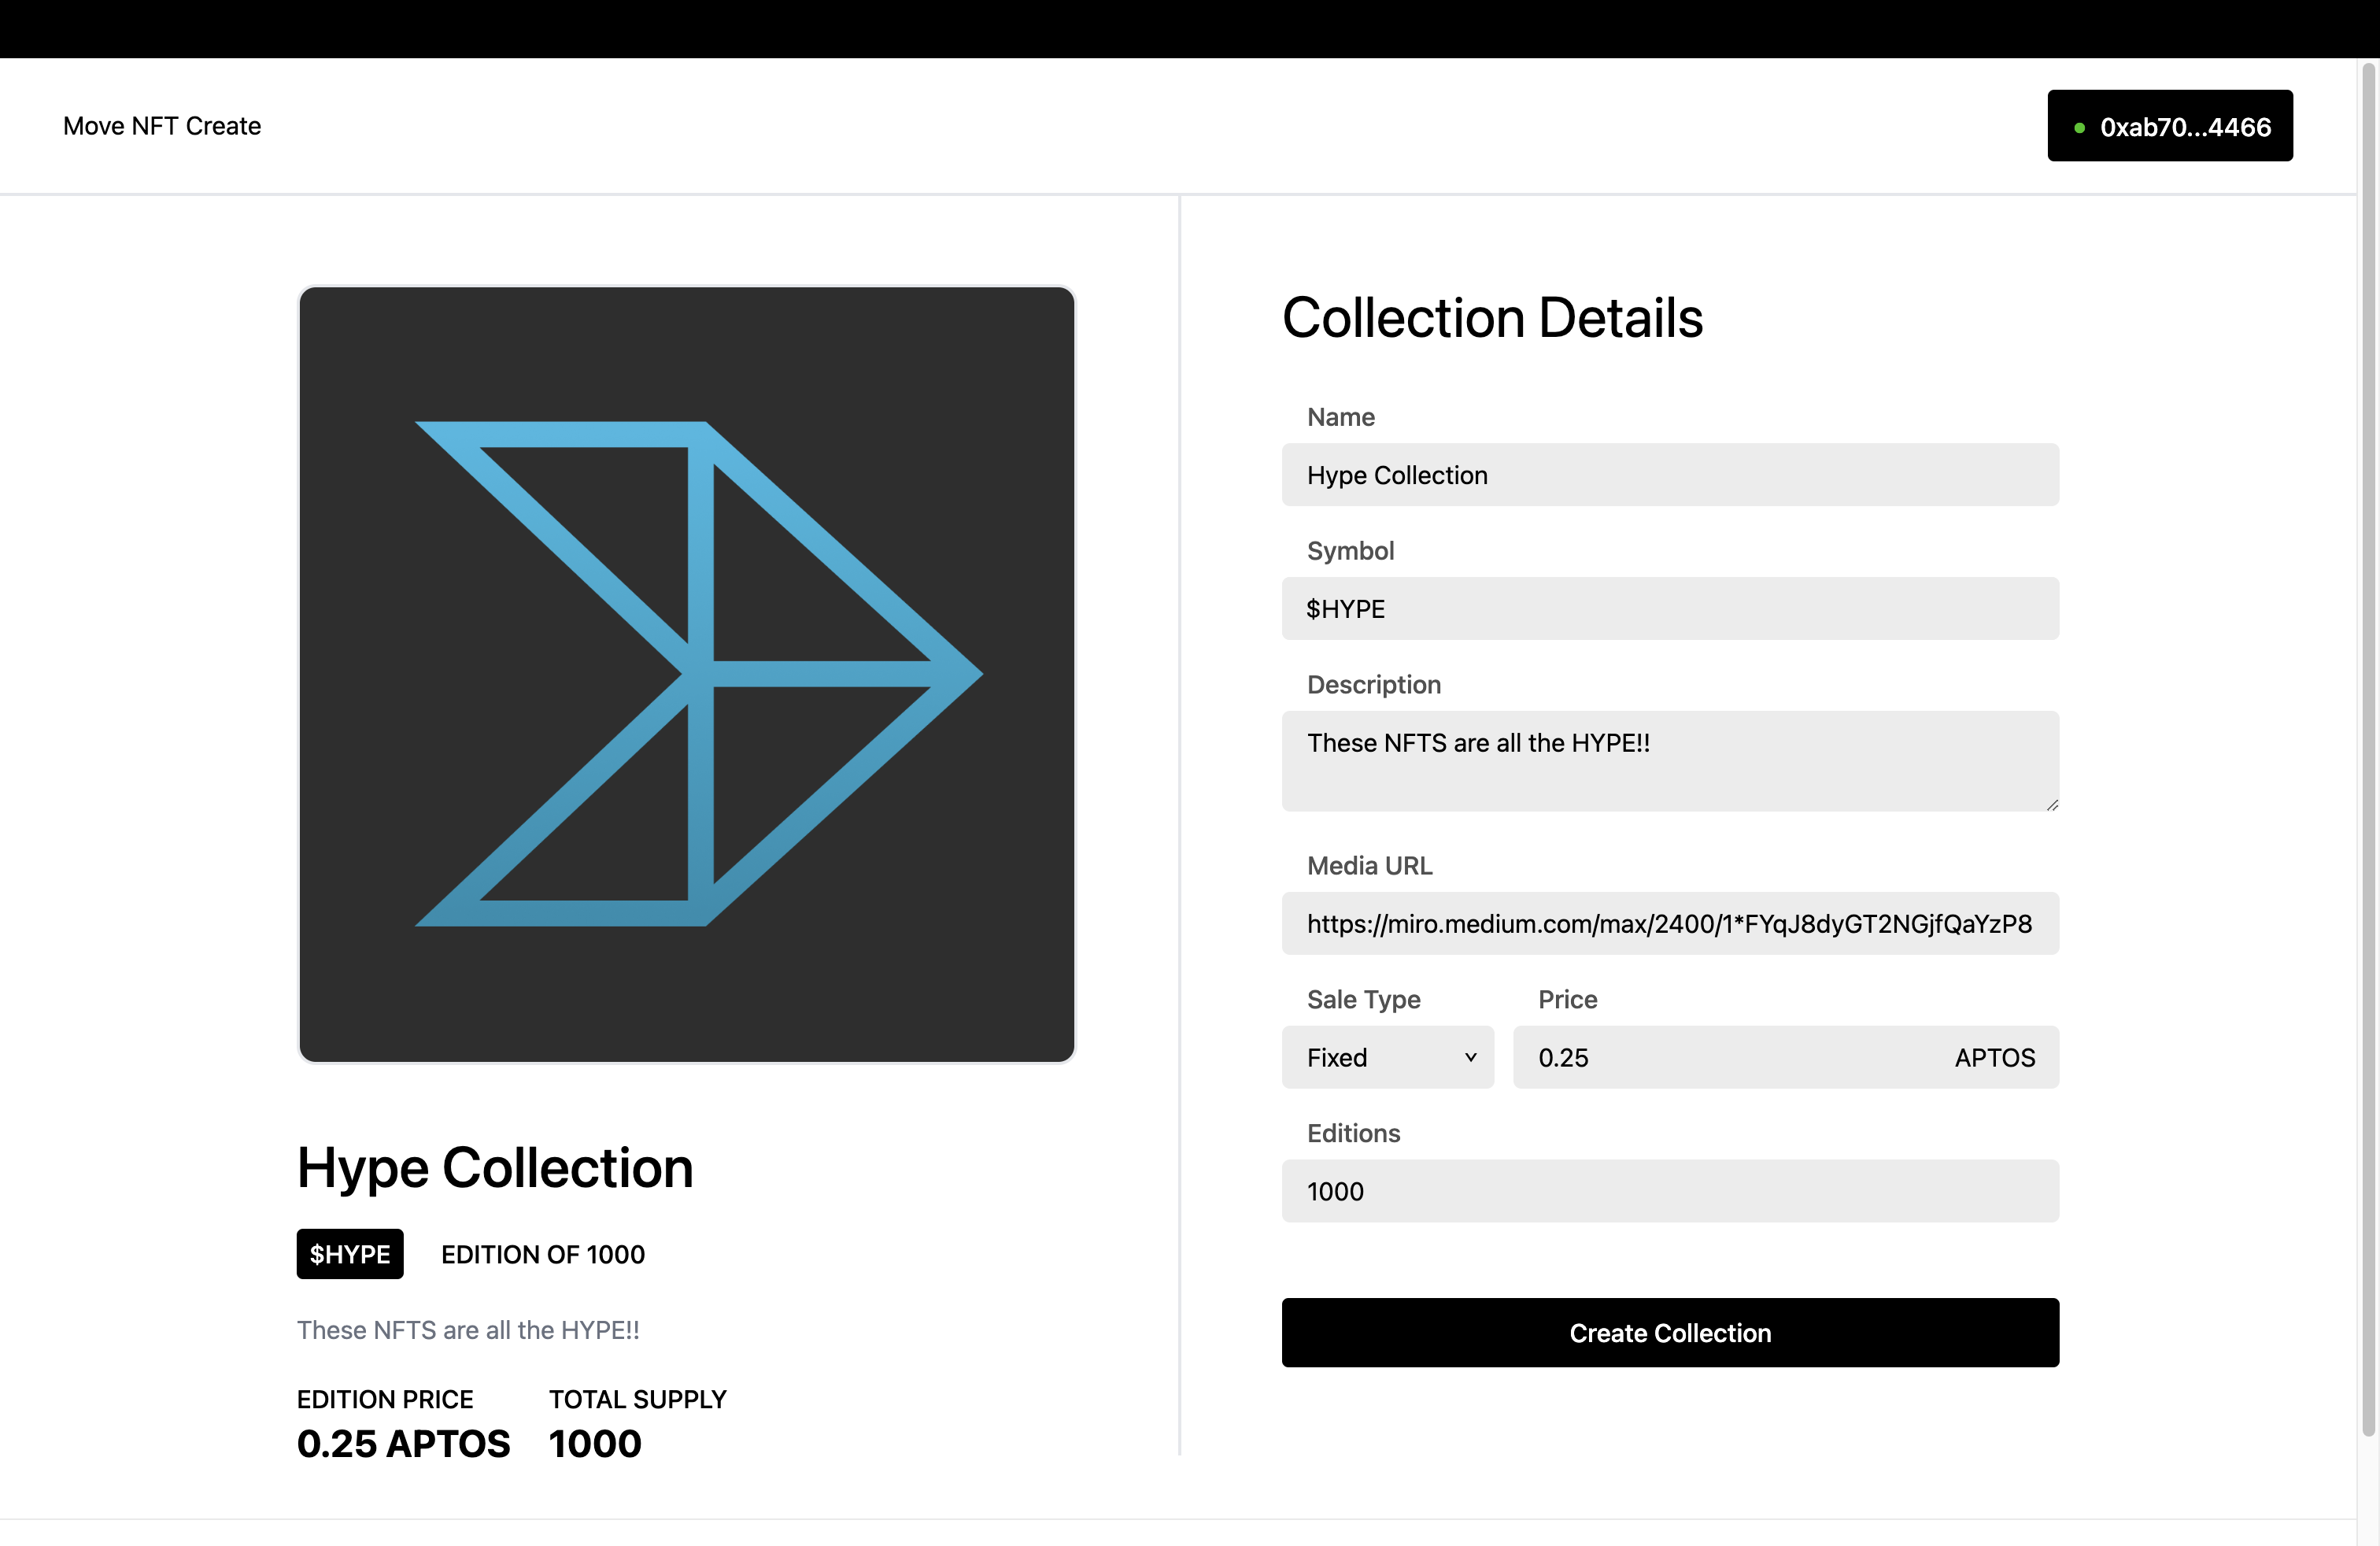 Move NFT Create
0xab70...4466
Hype Collection
$HYPE
EDITION OF 1000
These NFTS are all the HYPE!!
EDITION PRICE
0.25 APTOS
TOTAL SUPPLY
1000
Collection Details
Name
Hype Collection
Symbol
$HYPE
Description
These NFTS are all the HYPE!!
Media URL
https://miro.medium.com/max/2400/1*FYqJ8dyGT2NGjfQaYzP8
Sale Type
Fixed
Price
0.25 APTOS
Editions
1000
Create Collection